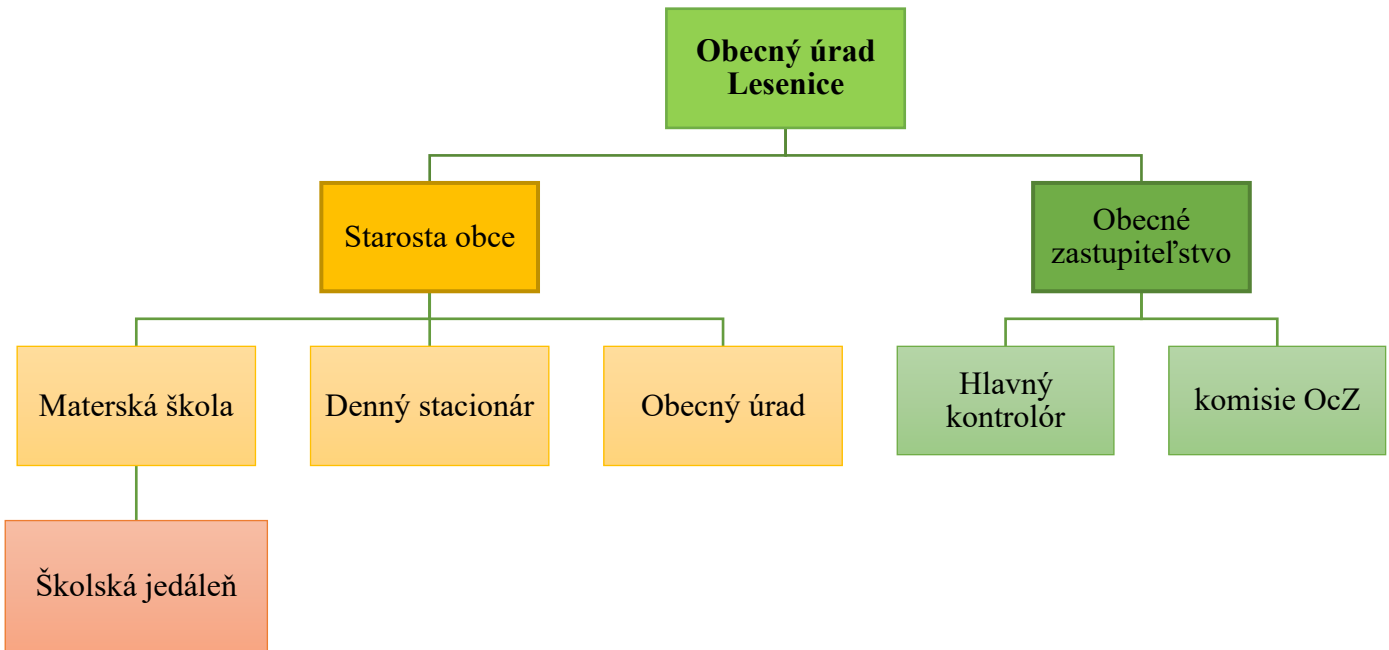 Obecný úrad
Lesenice
Starosta obce
Obecné
zastupiteľstvo
Materská škola
Denný stacionár
Obecný úrad
Hlavný
kontrolór
komisie OcZ
Školská jedáleň